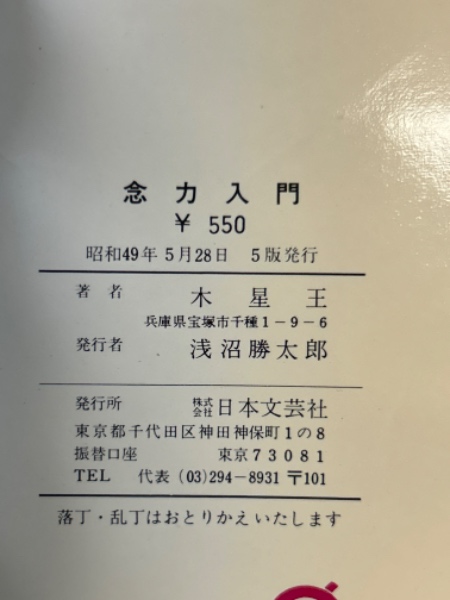 念力入門
¥ 550
昭和49年5月28日 5版発行
著者 木星王
兵庫県宝塚市千種1-9-6
発行者 浅沼勝太郎
発行所 株式会社日本文芸社
東京都千代田区神田神保町1の8
振替口座 東京73081
TEL 代表(03)294-8931 〒101
落丁・乱丁はおとりかえいたします